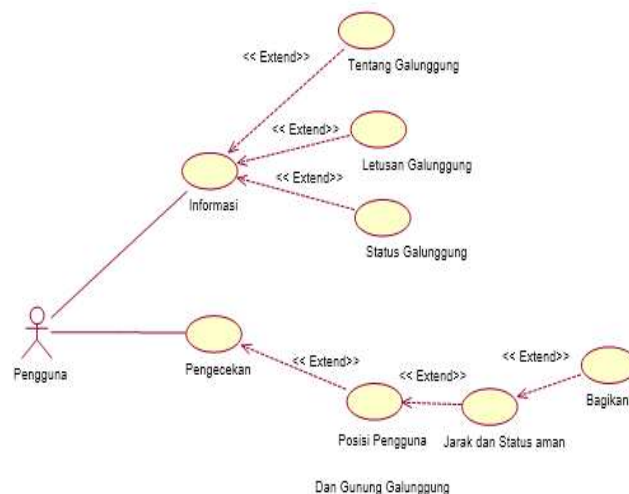 << Extend>>
Tentang Galunggung
<< Extend>>
Letusan Galunggung
<< Extend>>
Informasi
Status Galunggung
Pengguna
Pengecekan
<< Extend>>
<< Extend>>
<< Extend>>
Posisi Pengguna
Jarak dan Status aman
Bagikan
Dan Gunung Galunggung